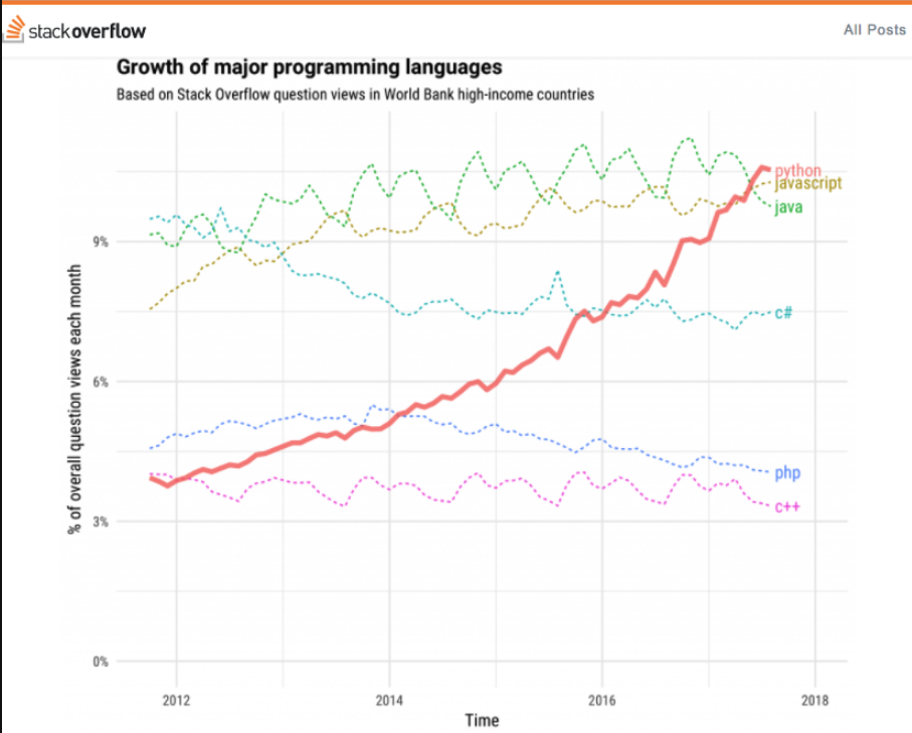 stackoverflow
All Posts
Growth of major programming languages
Based on Stack Overflow question views in World Bank high-income countries
% of overall question views each month
9%
6%
3%
0%
python
javascript
java
c#
php
c++
2012
2014
2016
2018
Time